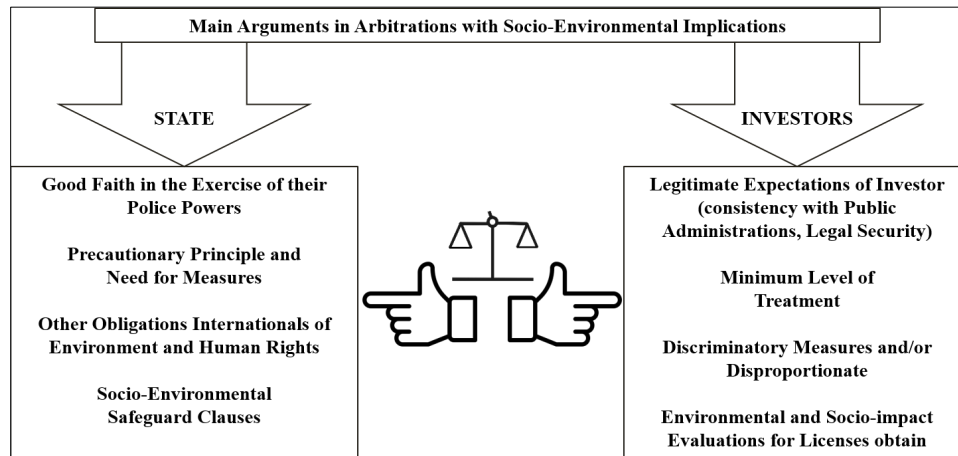 Main Arguments in Arbitrations with Socio-Environmental Implications
STATE
Good Faith in the Exercise of their
Police Powers
Precautionary Principle and
Need for Measures
Other Obligations Internationals of
Environment and Human Rights
Socio-Environmental
Safeguard Clauses
INVESTORS
Legitimate Expectations of Investor
(consistency with Public
Administrations, Legal Security)
Minimum Level of
Treatment
Discriminatory Measures and/or
Disproportionate
Environmental and Socio-impact
Evaluations for Licenses obtain